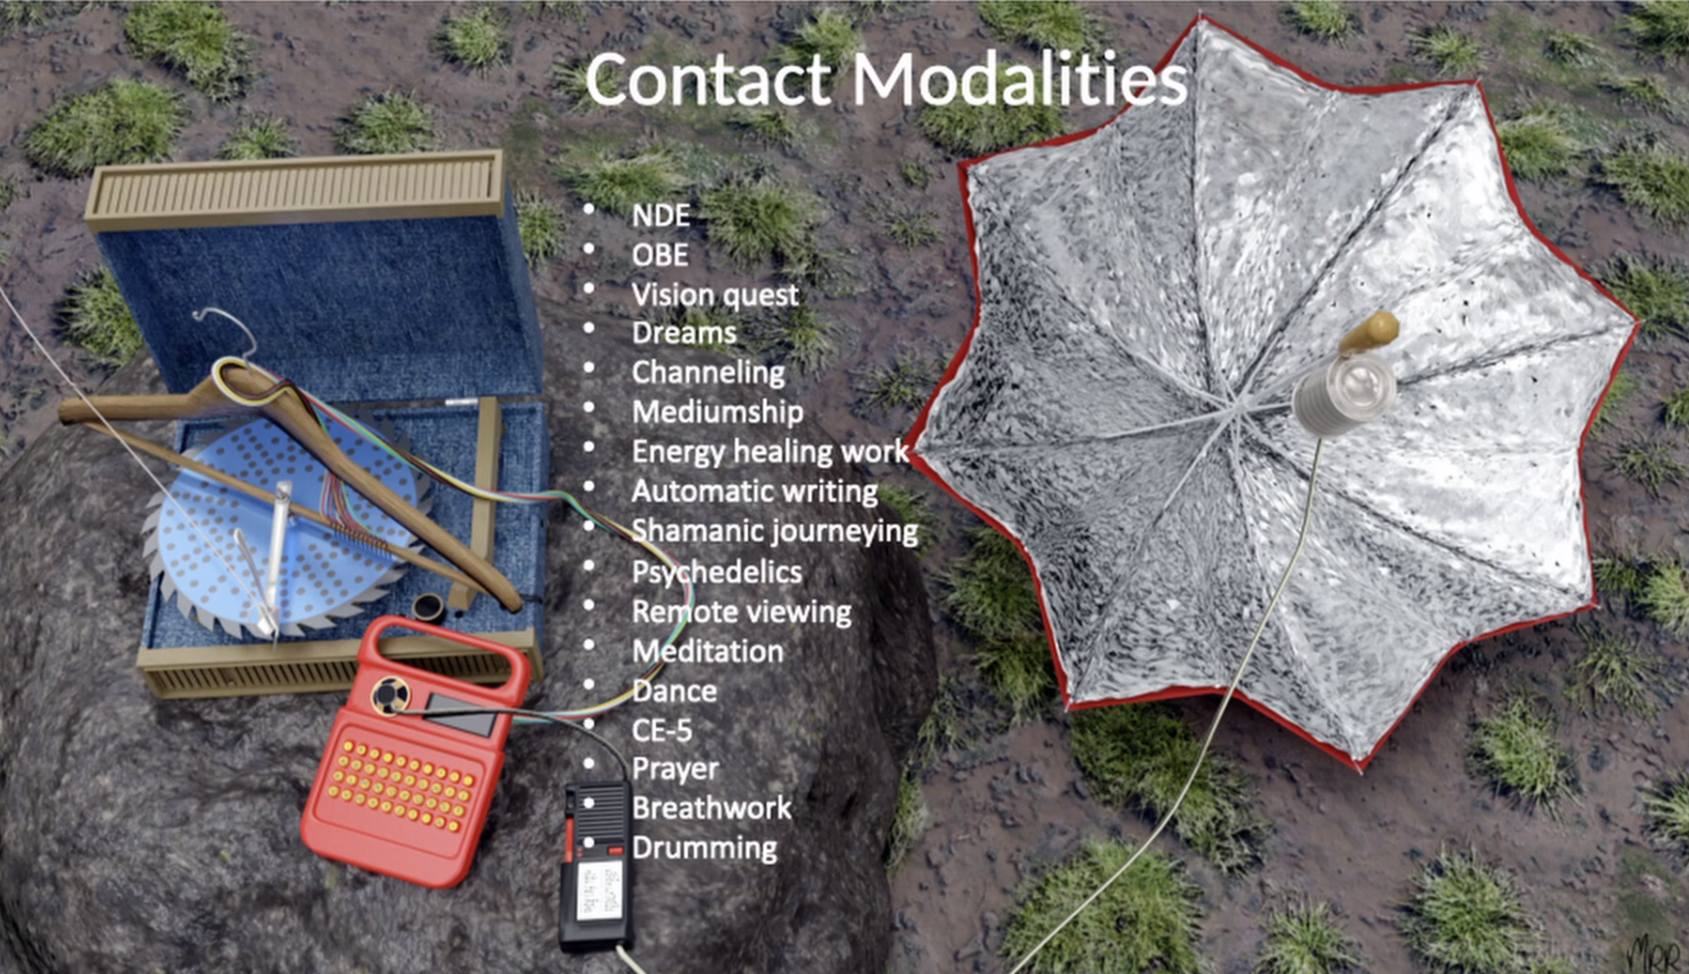 Contact Modalities
• NDE
• OBE
• Vision quest
• Dreams
• Channeling
• Mediumship
• Energy healing work
• Automatic writing
• Shamanic journeying
• Psychedelics
• Remote viewing
• Meditation
• Dance
• CE-5
• Prayer
• Breathwork
• Drumming
MRR